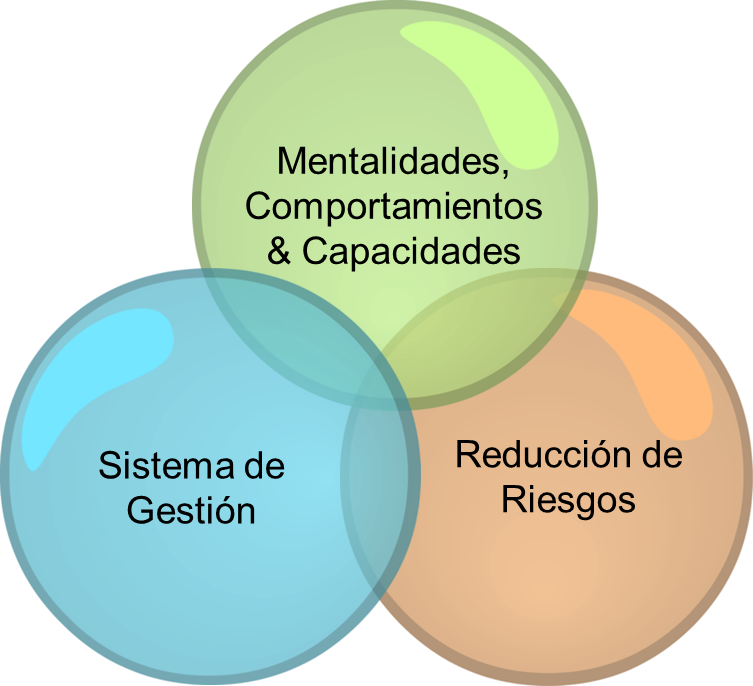 Mentalidades,
Comportamientos
& Capacidades
Sistema de
Gestión
Reducción de
Riesgos